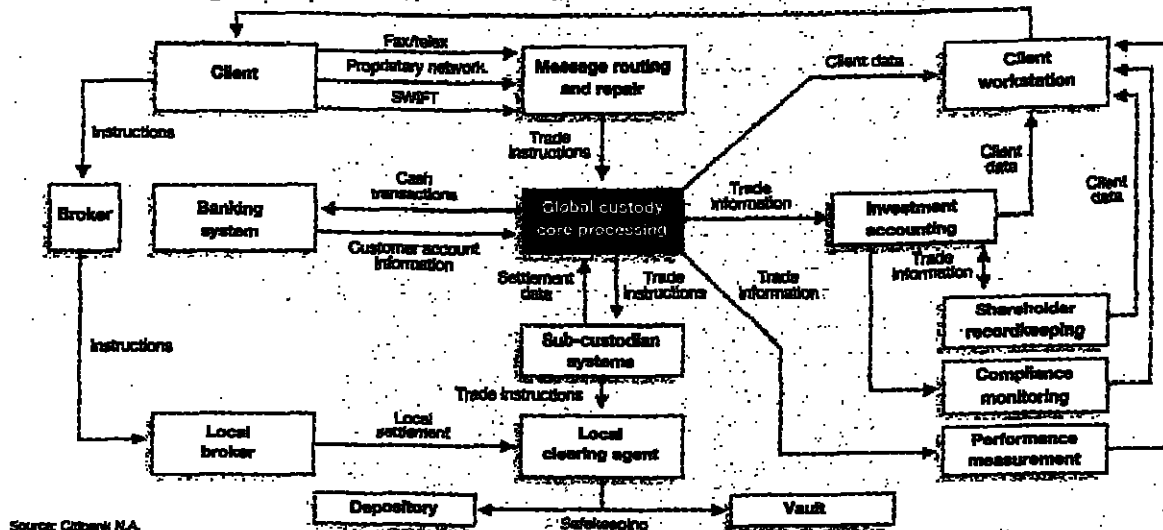 Client
Fax/telex
Proprietary network
SWIFT
Message routing
and repair
Client data
Client
workstation
Instructions
Trade
instructions
Client
data
Client
data
Broker
Banking
system
Cash
transactions
Customer account
information
Global custody
core processing
Trade
information
Investment
accounting
Settlement
data
Trade
instructions
Trade
information
Trade
information
Shareholder
recordkeeping
Instructions
Sub-custodian
systems
Compliance
monitoring
Trade instructions
Local
broker
Local
settlement
Local
clearing agent
Performance
measurement
Depository
Safekeeping
Vault
Source: Citibank N.A.